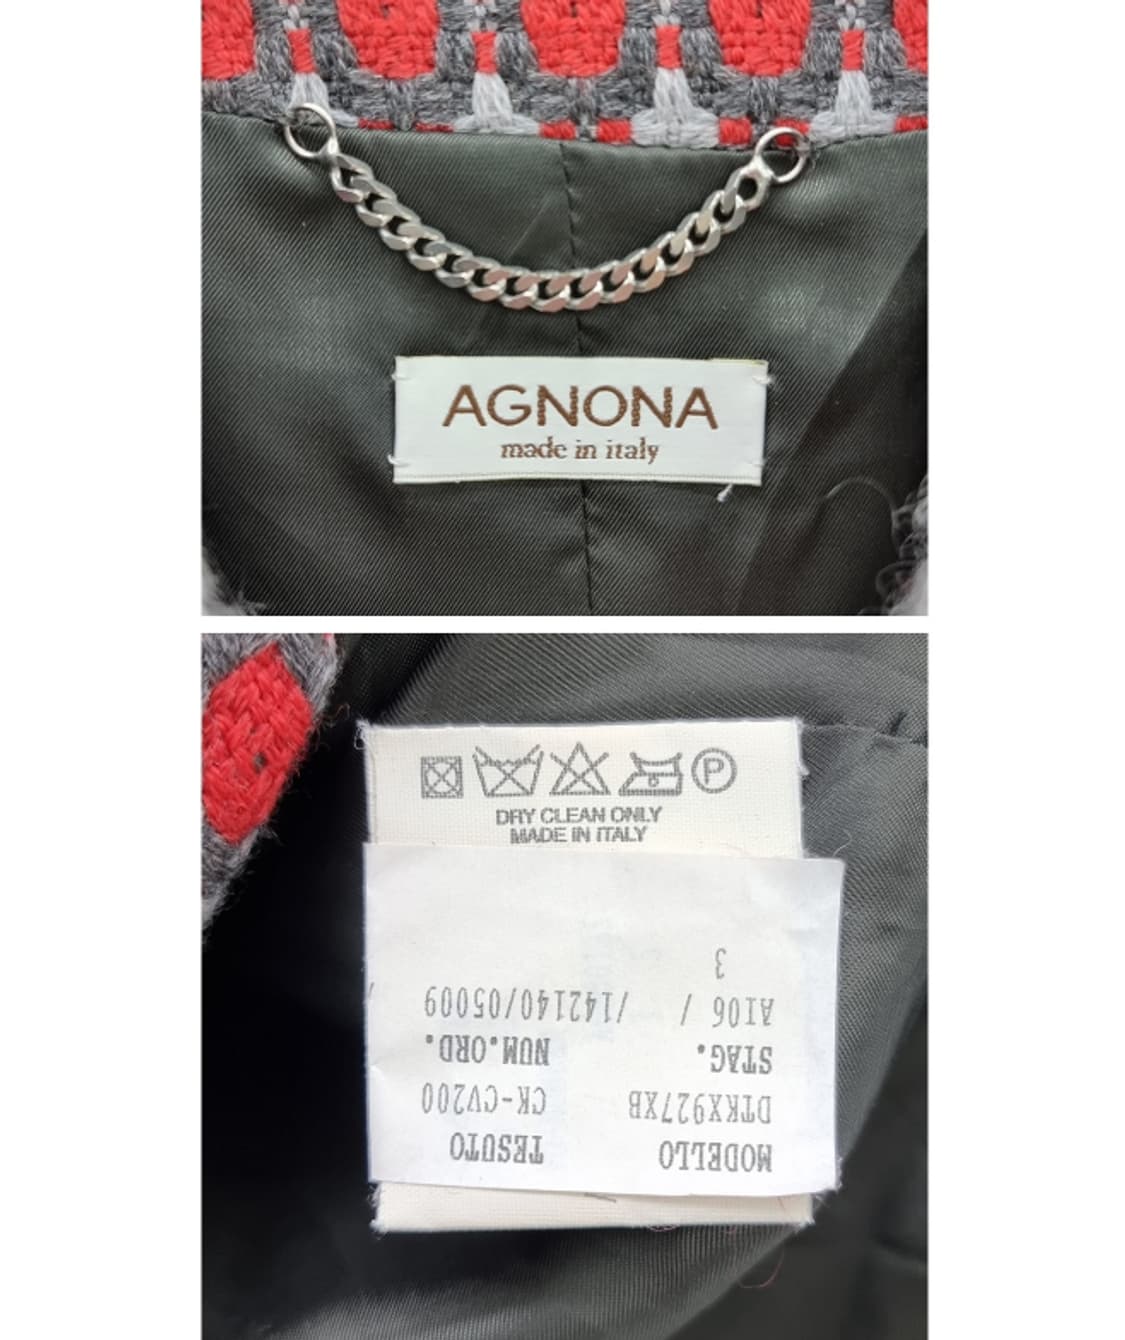 AGNONA
made in italy
P
DRY CLEAN ONLY
MADE IN ITALY
MODELLO TESUTO
DTKX927XB CK-CV200
STAG. NUM.ORD.
AI06 / /142140/05009 /
3